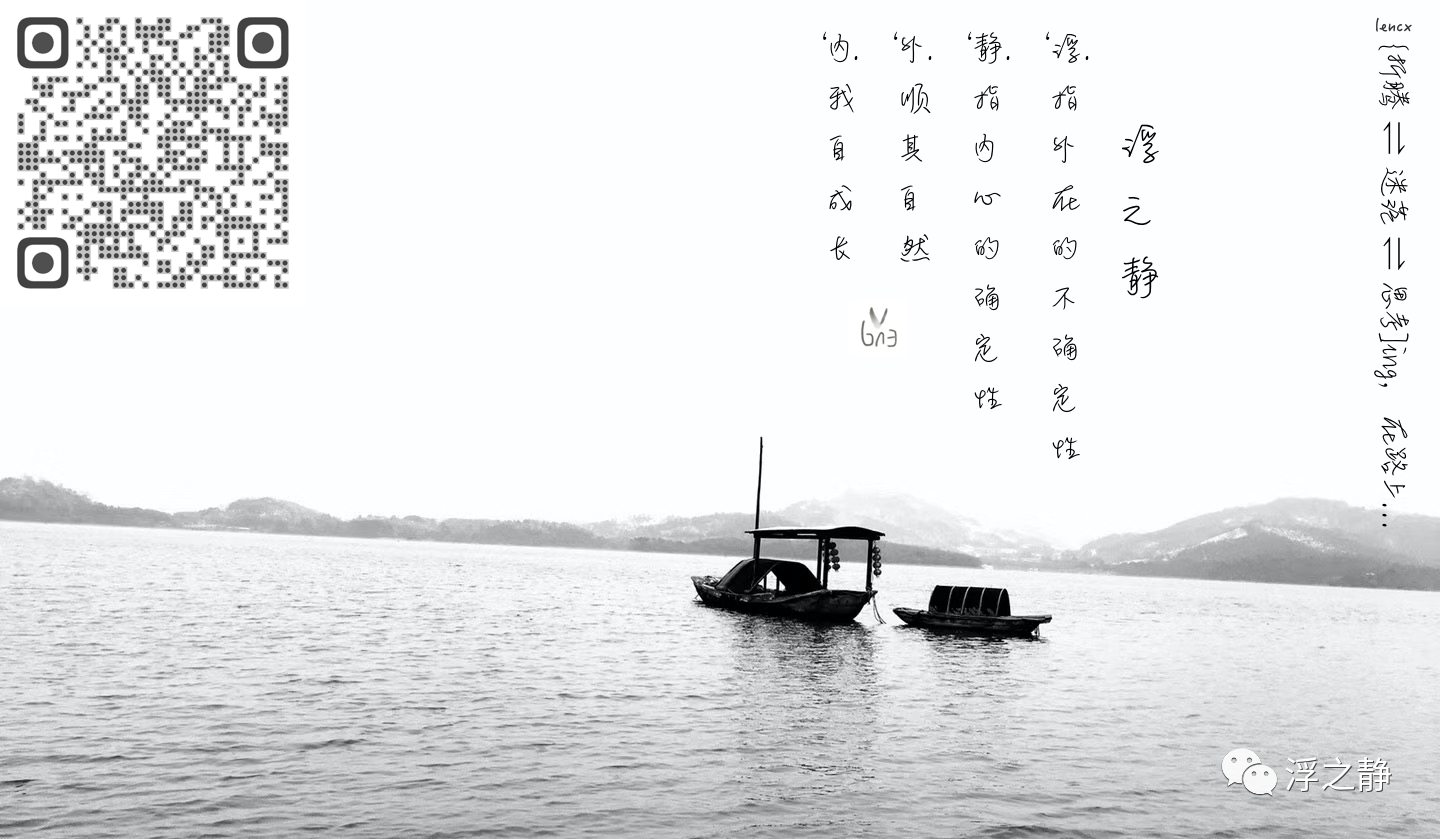 lencx
[折腾 ⇌ 迷茫 ⇌ 思考]ing, 在路上...
浮之静
‘浮.指外在的不确定性
‘静.指内心的确定性
‘外.顺其自然
‘内.我自成长
浮之静